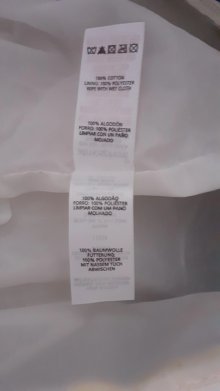 100% COTTON
LINING: 100% POLYESTER
WIPE WITH WET CLOTH
100% ALGODÓN
FORRO: 100% POLIÉSTER
LIMPIAR CON UN PAÑO
MOJADO
100% ALGODÃO
FORRO: 100% POLIÉSTER
LIMPAR COM UM PANO
MOLHADO
100% BAUMWOLLE
FÜTTERUNG:
100% POLYESTER
MIT NASSEM TUCH
ABWISCHEN